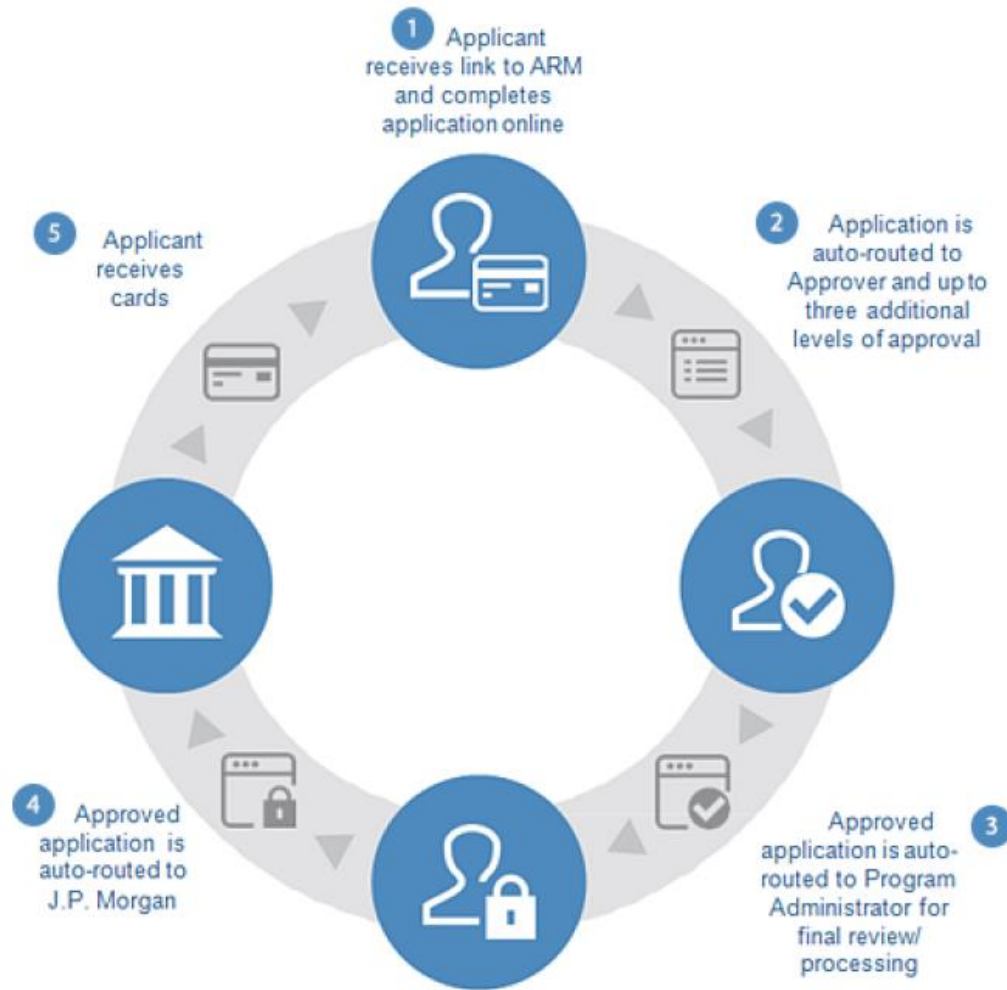 1 Applicant
receives link to ARM
and completes
application online
2 Application is
auto-routed to
Approver and up to
three additional
levels of approval
3 Approved
application is auto-
routed to Program
Administrator for
final review/
processing
4 Approved
application is
auto-routed to
J.P. Morgan
5 Applicant
receives
cards